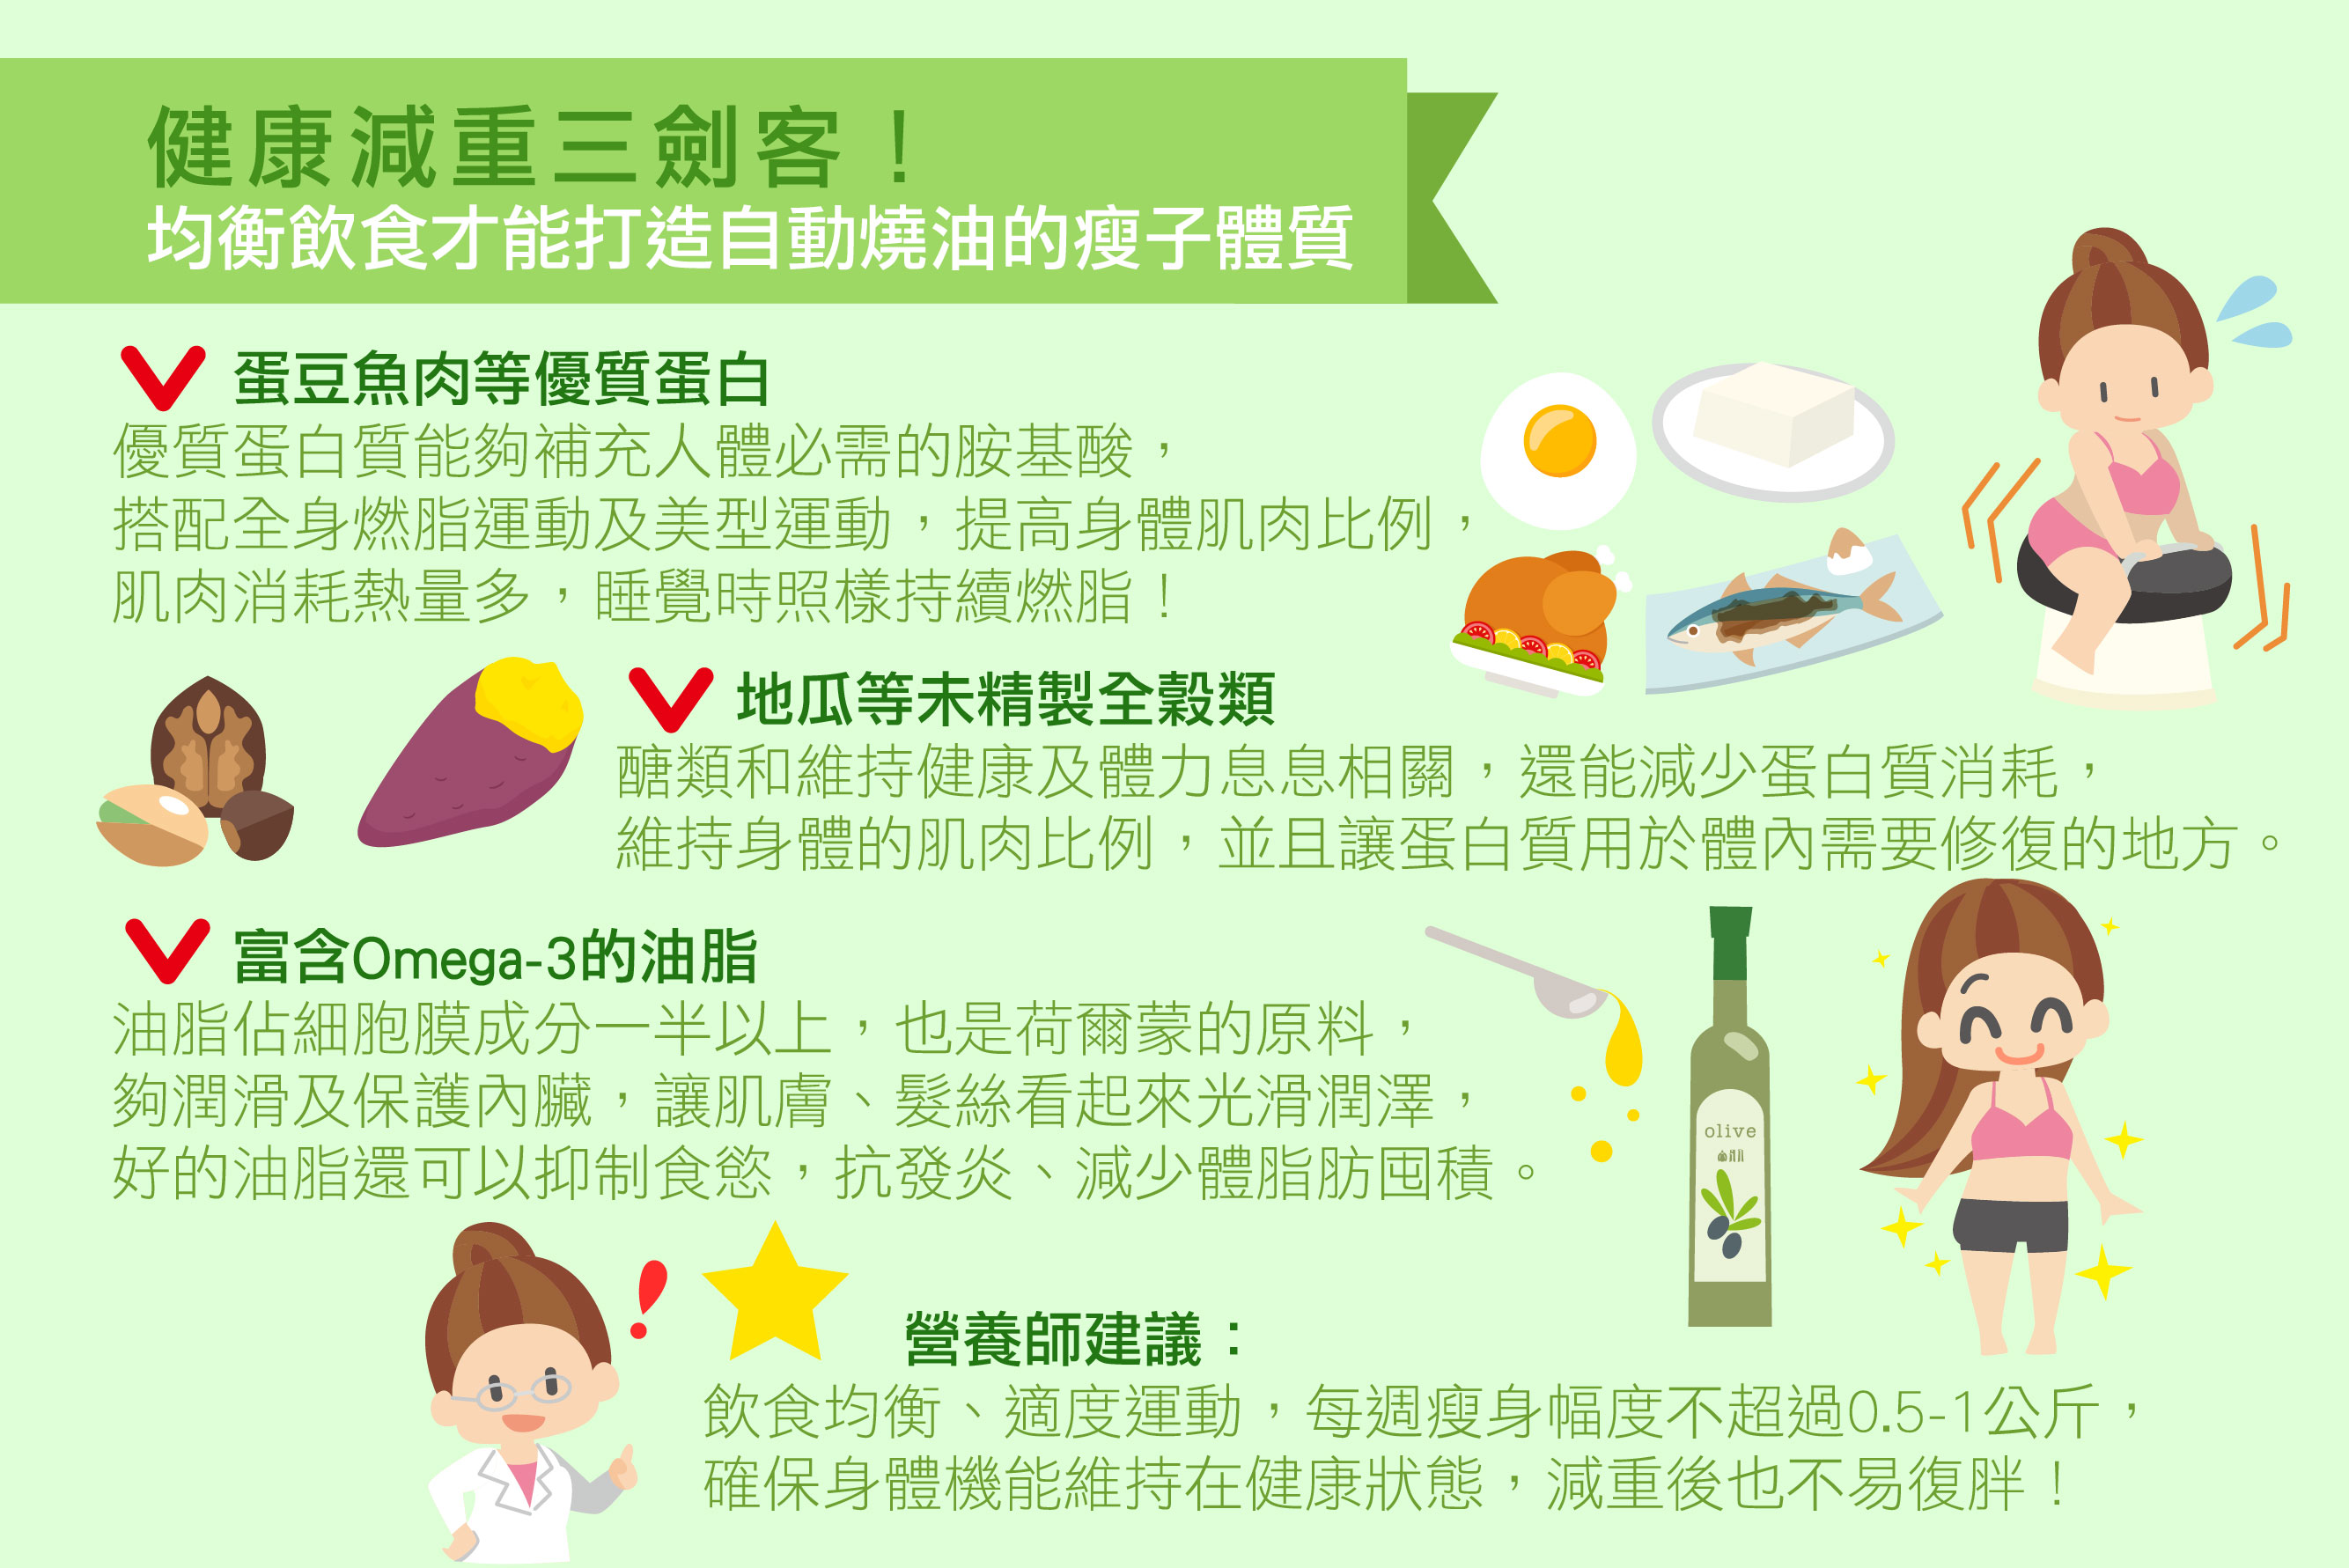 健康減重三劍客！
均衡飲食才能打造自動燒油的瘦子體質
蛋豆魚肉等優質蛋白
優質蛋白質能夠補充人體必需的胺基酸，
搭配全身燃脂運動及美型運動，提高身體肌肉比例，
肌肉消耗熱量多，睡覺時照樣持續燃脂！
地瓜等未精製全穀類
醣類和維持健康及體力息息相關，還能減少蛋白質消耗，
維持身體的肌肉比例，並且讓蛋白質用於體內需要修復的地方。
富含Omega-3的油脂
油脂佔細胞膜成分一半以上，也是荷爾蒙的原料，
夠潤滑及保護內臟，讓肌膚、髮絲看起來光滑潤澤，
好的油脂還可以抑制食慾，抗發炎、減少體脂肪囤積。
olive
營養師建議：
飲食均衡、適度運動，每週瘦身幅度不超過0.5-1公斤，
確保身體機能維持在健康狀態，減重後也不易復胖！